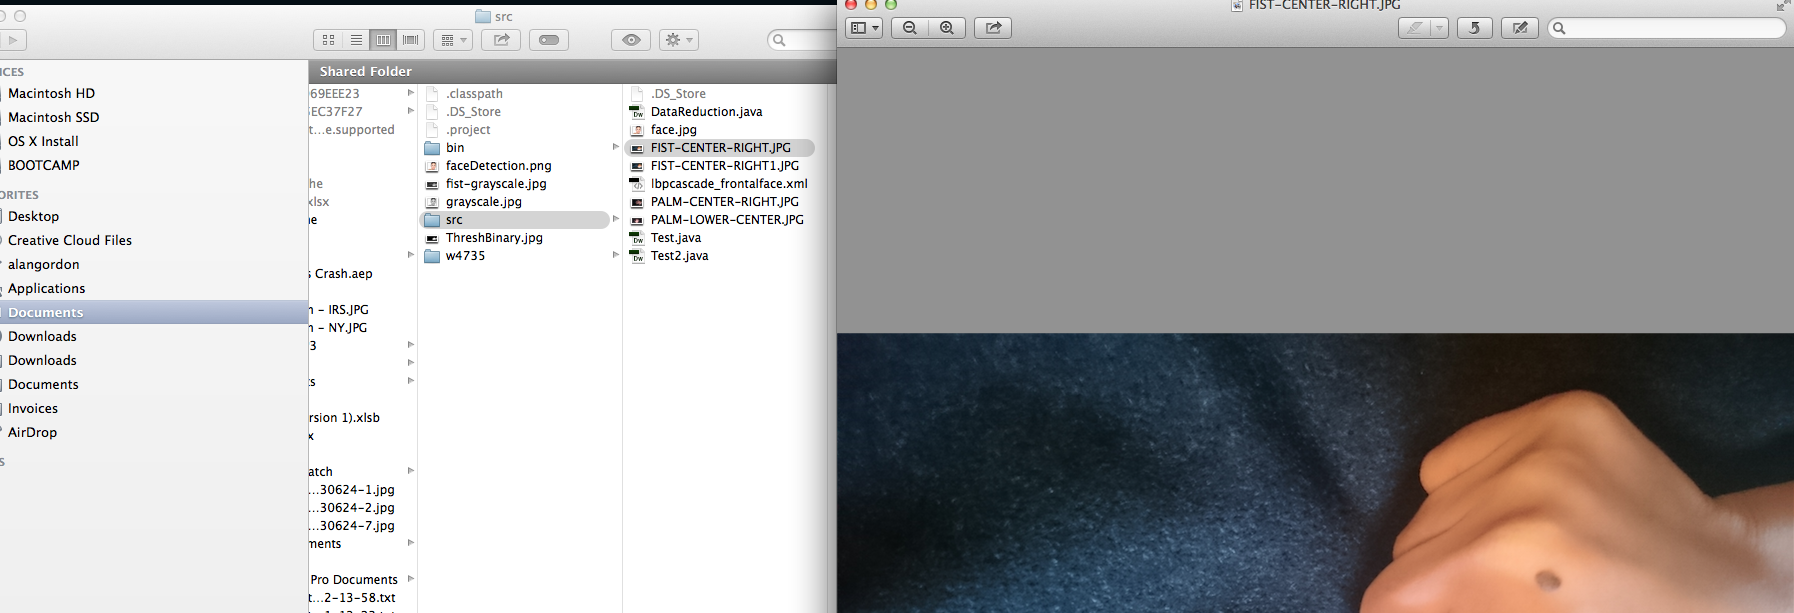 src
FIST-CENTER-RIGHT.JPG
Shared Folder
ICES
Macintosh HD
Macintosh SSD
OS X Install
BOOTCAMP
ORITES
Desktop
Creative Cloud Files
alangordon
Applications
Documents
Downloads
Downloads
Documents
Invoices
AirDrop
S
069EEE23
EC37F27
t...e.supported
he
xlsx
ne
s Crash.aep
n - IRS.JPG
n - NY.JPG
3
ts
rsion 1).xlsb
x
atch
...30624-1.jpg
...30624-2.jpg
...30624-7.jpg
ments
Pro Documents
t...2-13-58.txt
.classpath
.DS_Store
.project
bin
faceDetection.png
fist-grayscale.jpg
grayscale.jpg
src
ThreshBinary.jpg
w4735
.DS_Store
DataReduction.java
face.jpg
FIST-CENTER-RIGHT.JPG
FIST-CENTER-RIGHT1.JPG
lbpcascade_frontalface.xml
PALM-CENTER-RIGHT.JPG
PALM-LOWER-CENTER.JPG
Test.java
Test2.java